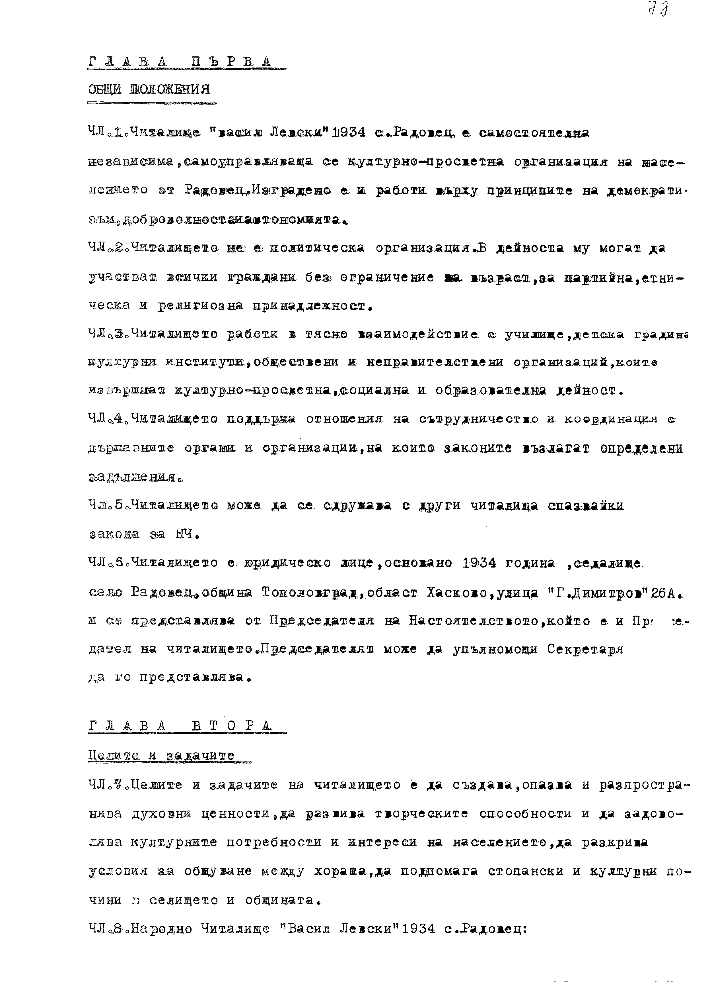 Г Л А В А   П Ъ Р В А
ОБЩИ ПОЛОЖЕНИЯ
ЧЛ.1.Читалище "васил Левски"1934 с.Радовец е самостоятелна
независима,самоуправляваща се културно-просветна организация на насе-
лението от Радовец.Изградено е и работи върху принципите на демократи-
зъм,доброволностаиавтономията.
ЧЛ.2.Читалището не е политическа организация.В дейноста му могат да
участват всички граждани без ограничение на възраст,за партийна,етни-
ческа и религиозна принадлежност.
ЧЛ.3.Читалището работи в тясно взаимодействие с училище,детска градина
културни институти,обществени и неправителствени организаций,които
извършнат културно-просветна,социална и образователна дейност.
ЧЛ.4.Читалището поддържа отношения на сътрудничество и координация с
държавните органи и организации,на които законите възлагат определени
задължения.
Чл.5.Читалището може да се сдружава с други читалища спазвайки
закона за НЧ.
ЧЛ.6.Читалището е юридическо лице,основано 1934 година ,седалище
село Радовец,община Тополовград,област Хасково,улица "Г.Димитров"26А.
и се представлява от Председателя на Настоятелството,който е и
дател на читалището.Председателят може да упълномощи Секретаря
да го представлява.
Г Л А В А   В Т О Р А
Целите и задачите
ЧЛ.7.Целите и задачите на читалището е да създава,опазва и разпростра-
нява духовни ценности,да развива творческите способности и да задово-
лява културните потребности и интереси на населението,да разкрива
условия за общуване между хората,да подпомага стопански и културни по-
чини в селището и общината.
ЧЛ.8.Народно Читалище "Васил Левски"1934 с.Радовец: